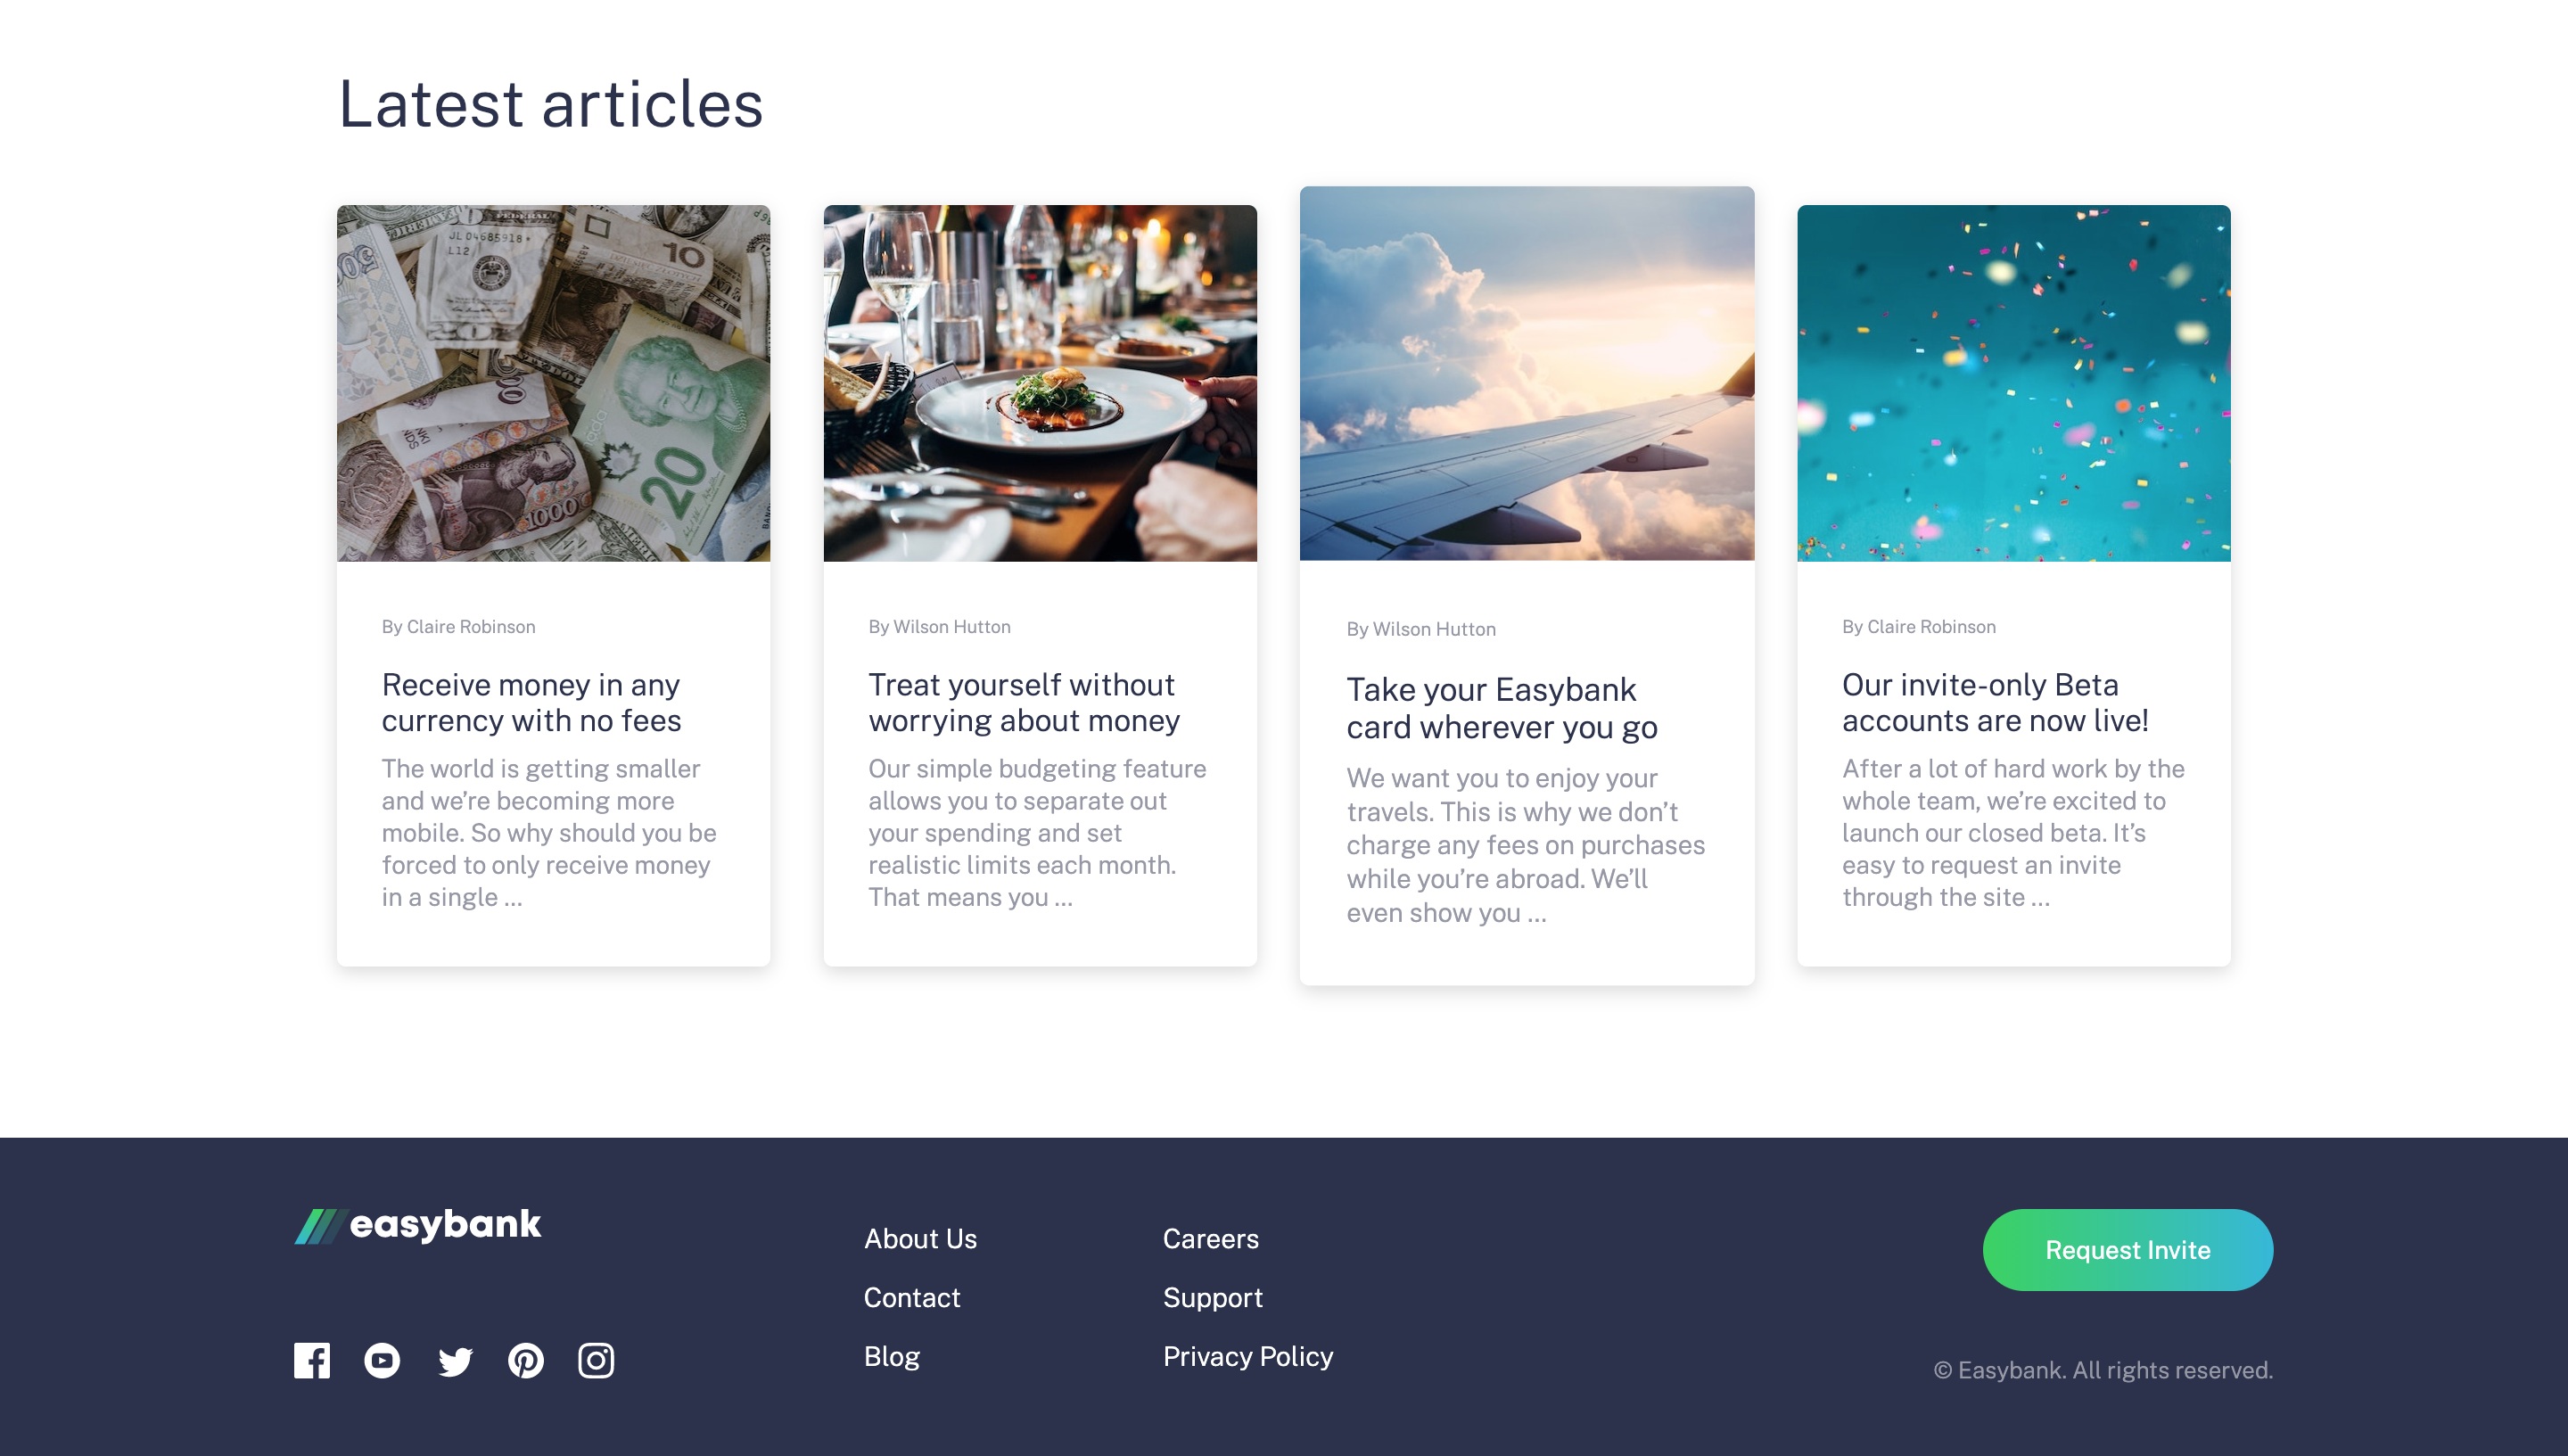 Latest articles
FEDERAL
JL 04685918*
L12
10
50
20
1000
By Claire Robinson
Receive money in any
currency with no fees
The world is getting smaller
and we’re becoming more
mobile. So why should you be
forced to only receive money
in a single ...
By Wilson Hutton
Treat yourself without
worrying about money
Our simple budgeting feature
allows you to separate out
your spending and set
realistic limits each month.
That means you ...
By Wilson Hutton
Take your Easybank
card wherever you go
We want you to enjoy your
travels. This is why we don’t
charge any fees on purchases
while you’re abroad. We’ll
even show you ...
By Claire Robinson
Our invite-only Beta
accounts are now live!
After a lot of hard work by the
whole team, we’re excited to
launch our closed beta. It’s
easy to request an invite
through the site ...
easybank
About Us
Contact
Blog
Careers
Support
Privacy Policy
Request Invite
© Easybank. All rights reserved.